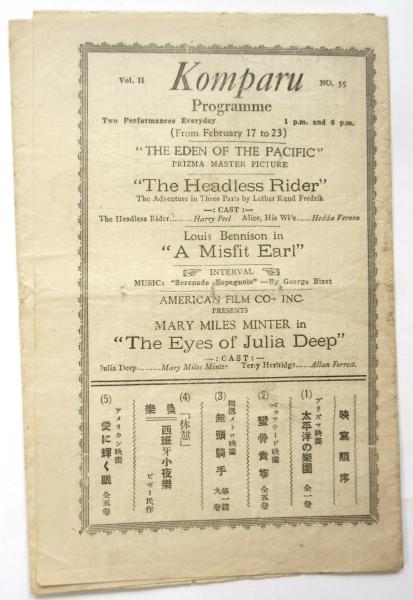 Vol. II
Komparu
NO. 55
Programme
Two Performances Everyday 1 p.m. and 6 p.m.
(From February 17 to 23)
"THE EDEN OF THE PACIFIC"
PRIZMA MASTER PICTURE
"The Headless Rider"
The Adventure in Three Parts by Lothar Knud Fredrik
—: CAST :—
The Headless Rider........Harry Peel Alice, His Wife.....Hedda Vernon
Louis Bennison in
"A Misfit Earl"
INTERVAL
MUSIC: "Serenade Espagnole" —By George Bizet
AMERICAN FILM CO., INC.
PRESENTS
MARY MILES MINTER in
"The Eyes of Julia Deep"
—: CAST :—
Julia Deep.........Mary Miles Minter Terry Hertridge......Allan Forrest.
映寫順序
プリズマ映畫
(1) 太平洋の樂園 全一卷
ベッツウード映畫
(2) 蠻骨貴族 全五卷
(3) 無頭騎手 第一篇 九卷
(4) 「休憩」
奏樂 西班牙小夜樂 ビゼー氏作
アメリカン映畫
(5) 愛に輝く眼 全五卷